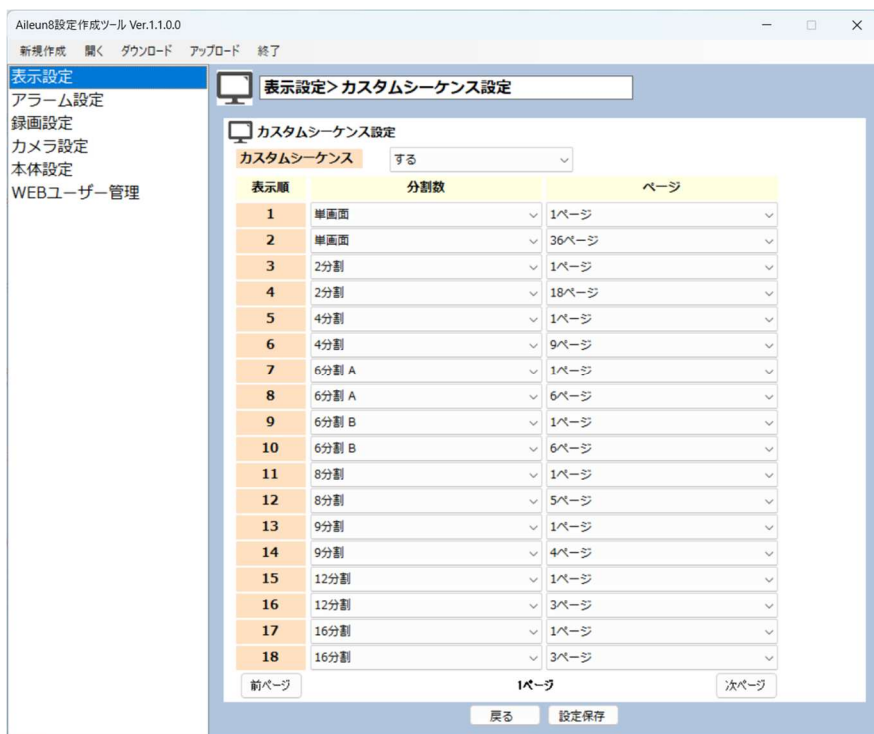 Aileun8設定作成ツール Ver.1.1.0.0
新規作成 開く ダウンロード アップロード 終了
表示設定
アラーム設定
録画設定
カメラ設定
本体設定
WEBユーザー管理
表示設定>カスタムシーケンス設定
カスタムシーケンス設定
カスタムシーケンス する
表示順 分割数 ページ
1 単画面 1ページ
2 単画面 36ページ
3 2分割 1ページ
4 2分割 18ページ
5 4分割 1ページ
6 4分割 9ページ
7 6分割 A 1ページ
8 6分割 A 6ページ
9 6分割 B 1ページ
10 6分割 B 6ページ
11 8分割 1ページ
12 8分割 5ページ
13 9分割 1ページ
14 9分割 4ページ
15 12分割 1ページ
16 12分割 3ページ
17 16分割 1ページ
18 16分割 3ページ
前ページ 1ページ 次ページ
戻る 設定保存